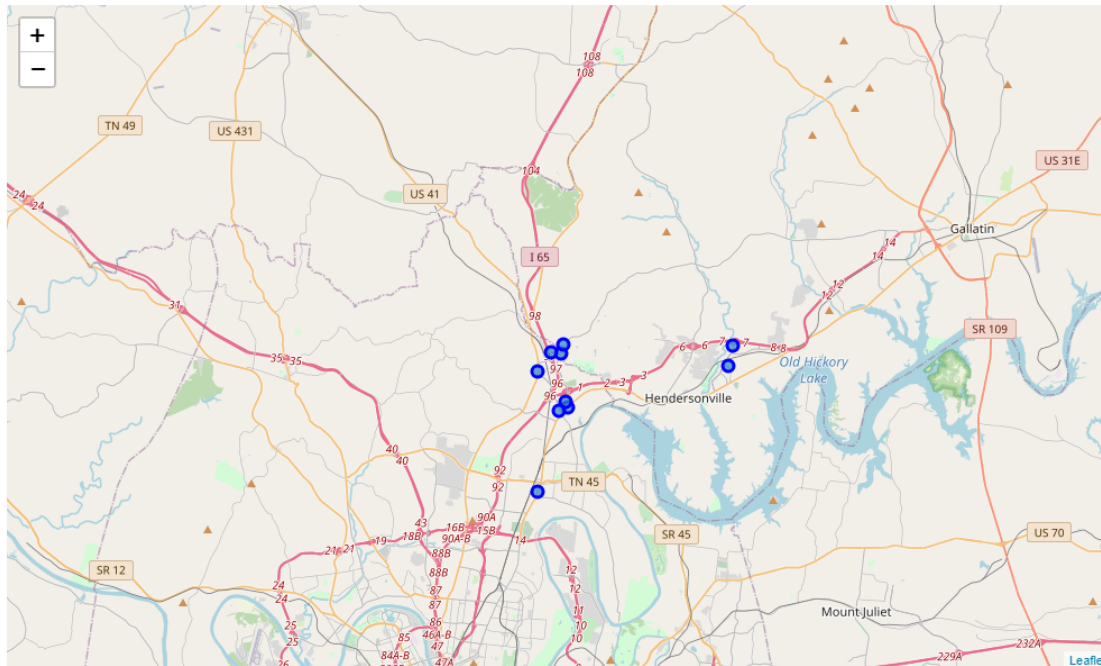 +
−
108
108
TN 49
US 431
104
US 31E
24
24
US 41
Gallatin
14
14
I 65
12
12
31
98
SR 109
7
7
6
6
8
8
35
35
97
Old Hickory
Lake
96
96
1
2
3
3
Hendersonville
40
40
92
92
TN 45
43
16B
90A
15B
18B
90A-B
SR 45
US 70
14
21
21
19
88B
88B
SR 12
12
12
24
24
87
87
11
10
10
25
25
86
Mount Juliet
85
46A-B
47
26
84A-B
47A
232A
229A
Leafle